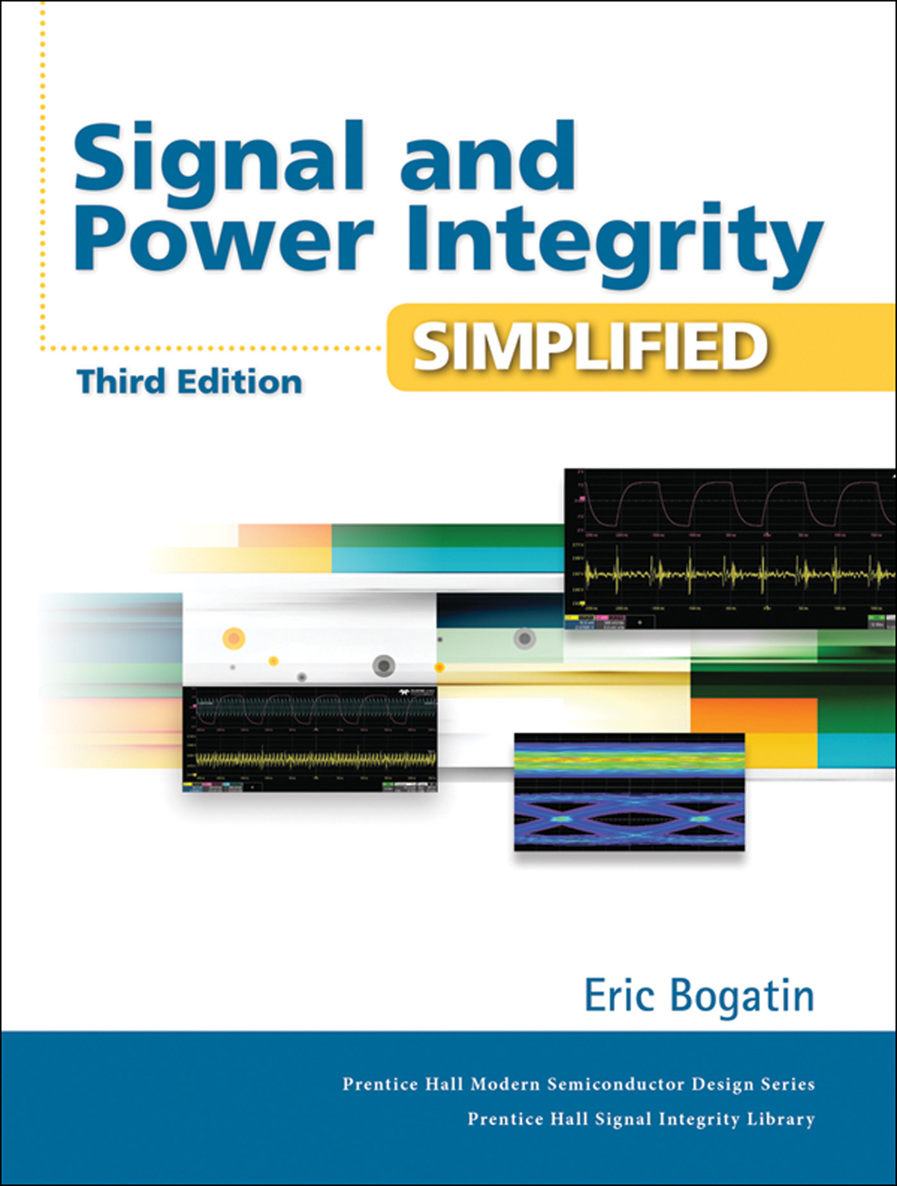 Signal and
Power Integrity
SIMPLIFIED
Third Edition
Eric Bogatin
Prentice Hall Modern Semiconductor Design Series
Prentice Hall Signal Integrity Library